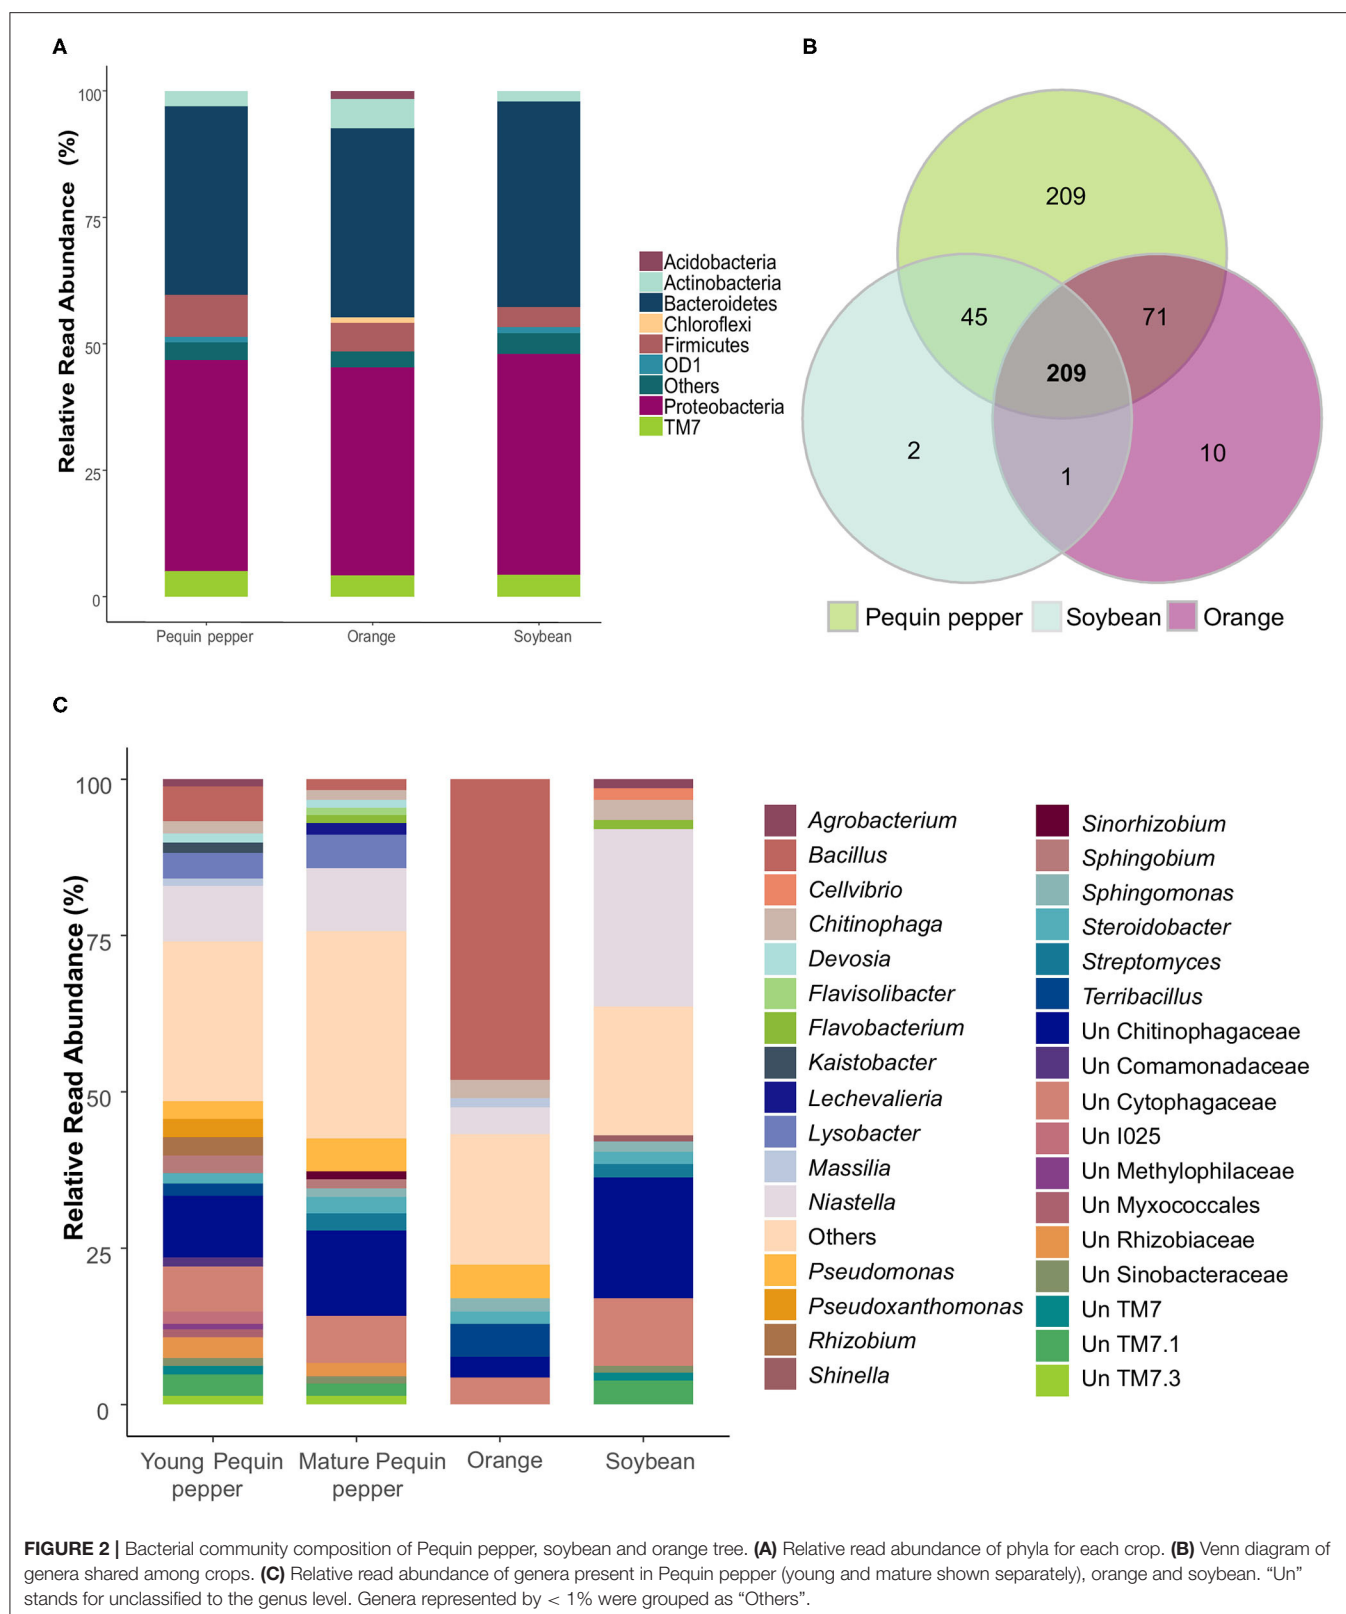 A
Relative Read Abundance (%)
100
75
50
25
0
Pequin pepper
Orange
Soybean
Acidobacteria
Actinobacteria
Bacteroidetes
Chloroflexi
Firmicutes
OD1
Others
Proteobacteria
TM7
B
209
45
71
209
2
10
1
Pequin pepper
Soybean
Orange
C
Relative Read Abundance (%)
100
75
50
25
0
Young Pequin
pepper
Mature Pequin
pepper
Orange
Soybean
Agrobacterium
Bacillus
Cellvibrio
Chitinophaga
Devosia
Flavisolibacter
Flavobacterium
Kaistobacter
Lechevalieria
Lysobacter
Massilia
Niastella
Others
Pseudomonas
Pseudoxanthomonas
Rhizobium
Shinella
Sinorhizobium
Sphingobium
Sphingomonas
Steroidobacter
Streptomyces
Terribacillus
Un Chitinophagaceae
Un Comamonadaceae
Un Cytophagaceae
Un I025
Un Methylophilaceae
Un Myxococcales
Un Rhizobiaceae
Un Sinobacteraceae
Un TM7
Un TM7.1
Un TM7.3
FIGURE 2 | Bacterial community composition of Pequin pepper, soybean and orange tree. (A) Relative read abundance of phyla for each crop. (B) Venn diagram of
genera shared among crops. (C) Relative read abundance of genera present in Pequin pepper (young and mature shown separately), orange and soybean. “Un”
stands for unclassified to the genus level. Genera represented by < 1% were grouped as “Others”.